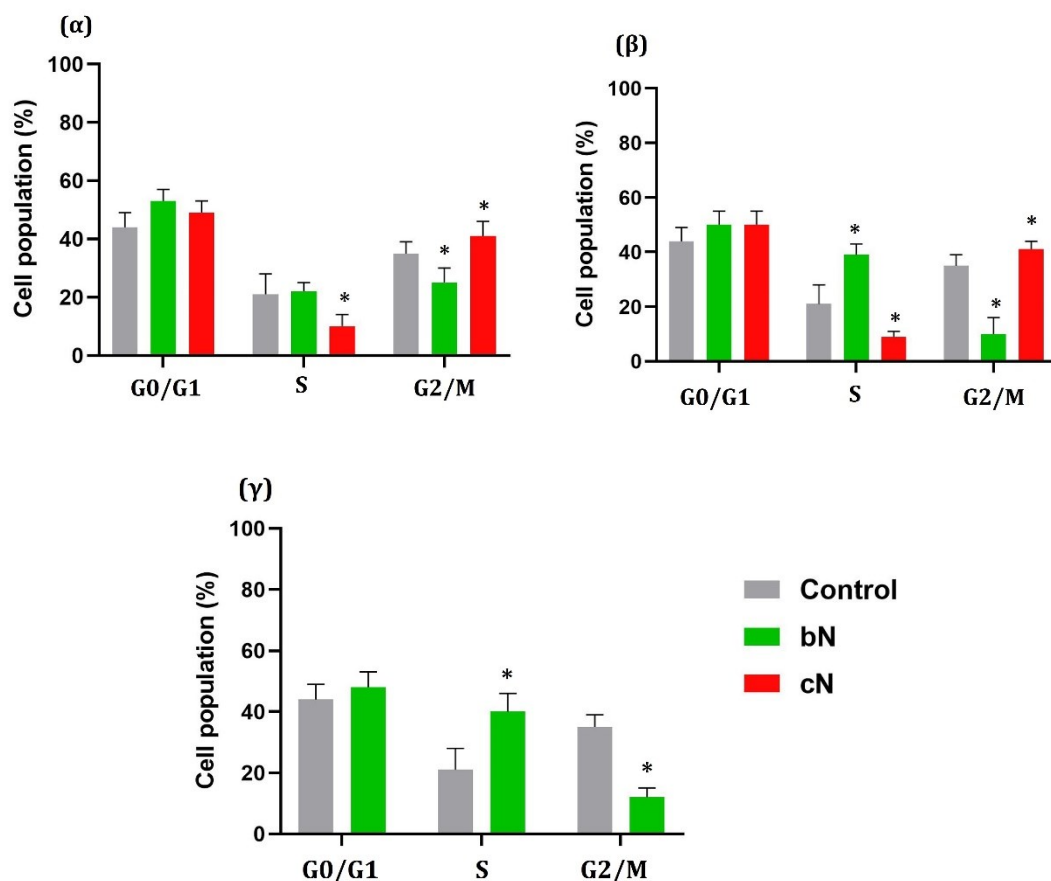 (α)
Cell population (%)
100
80
60
40
20
0
* * *
G0/G1 S G2/M
(β)
Cell population (%)
100
80
60
40
20
0
* * * *
G0/G1 S G2/M
(γ)
Cell population (%)
100
80
60
40
20
0
* *
G0/G1 S G2/M
Control
bN
cN